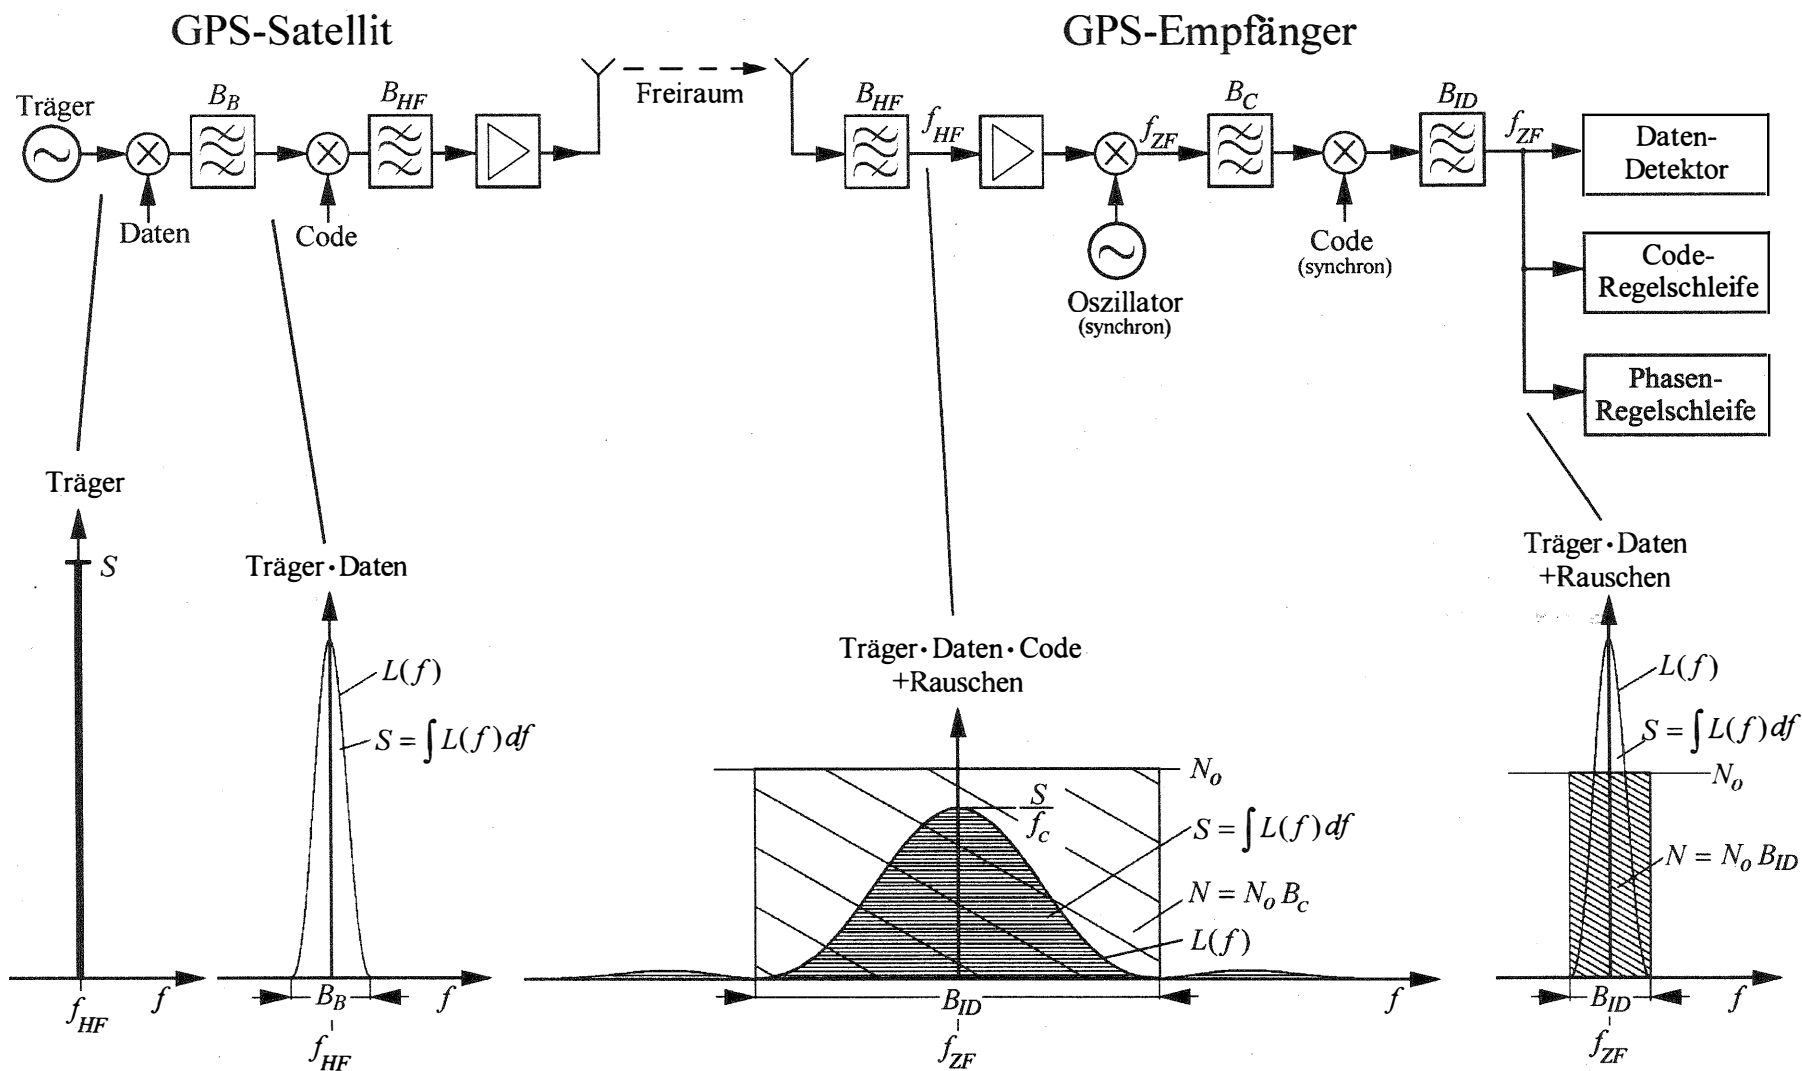 GPS-Satellit
GPS-Empfänger
Träger
B_B
B_HF
Freiraum
B_HF
f_HF
f_ZF
B_C
B_ID
f_ZF
Daten-
Detektor
Daten
Code
Oszillator
(synchron)
Code
(synchron)
Code-
Regelschleife
Phasen-
Regelschleife
Träger
S
f_HF
f
Träger·Daten
L(f)
S = ∫L(f)df
B_B
f
f_HF
Träger·Daten·Code
+Rauschen
N_o
S/f_c
S = ∫L(f)df
N = N_o B_c
L(f)
B_ID
f
f_ZF
Träger·Daten
+Rauschen
L(f)
S = ∫L(f)df
N_o
N = N_o B_ID
B_ID
f
f_ZF